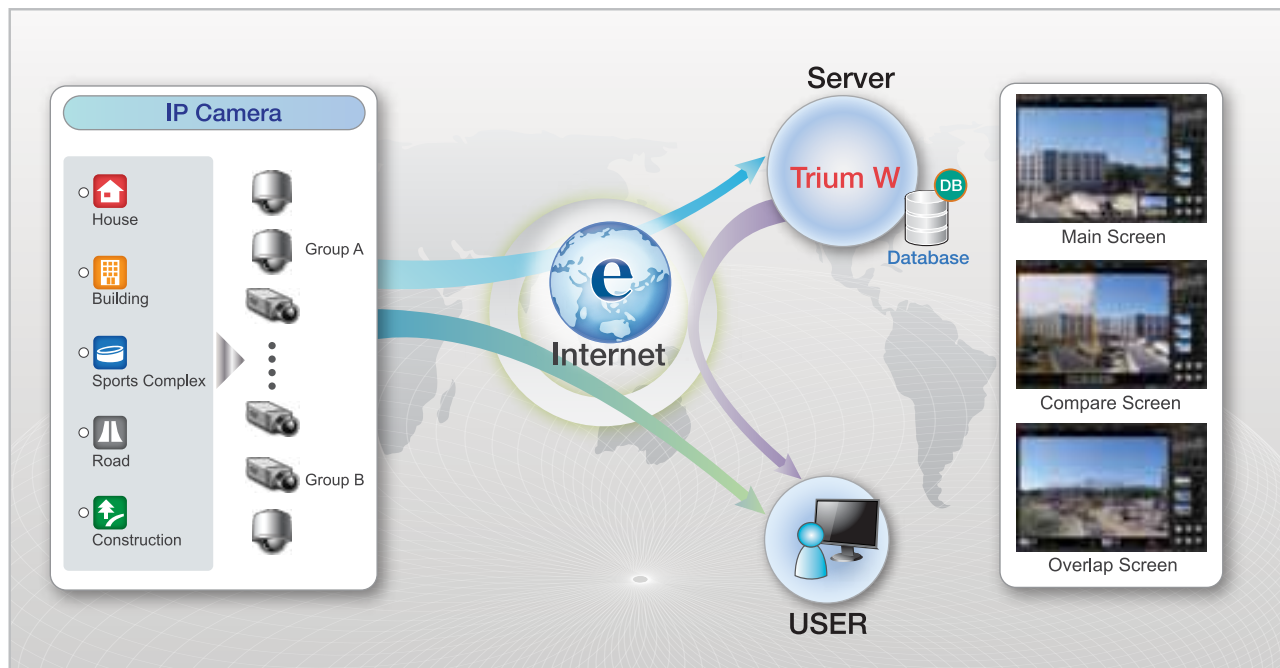 IP Camera
House
Building
Sports Complex
Road
Construction
Group A
Group B
e
Internet
Server
Trium W
DB
Database
USER
Main Screen
Compare Screen
Overlap Screen